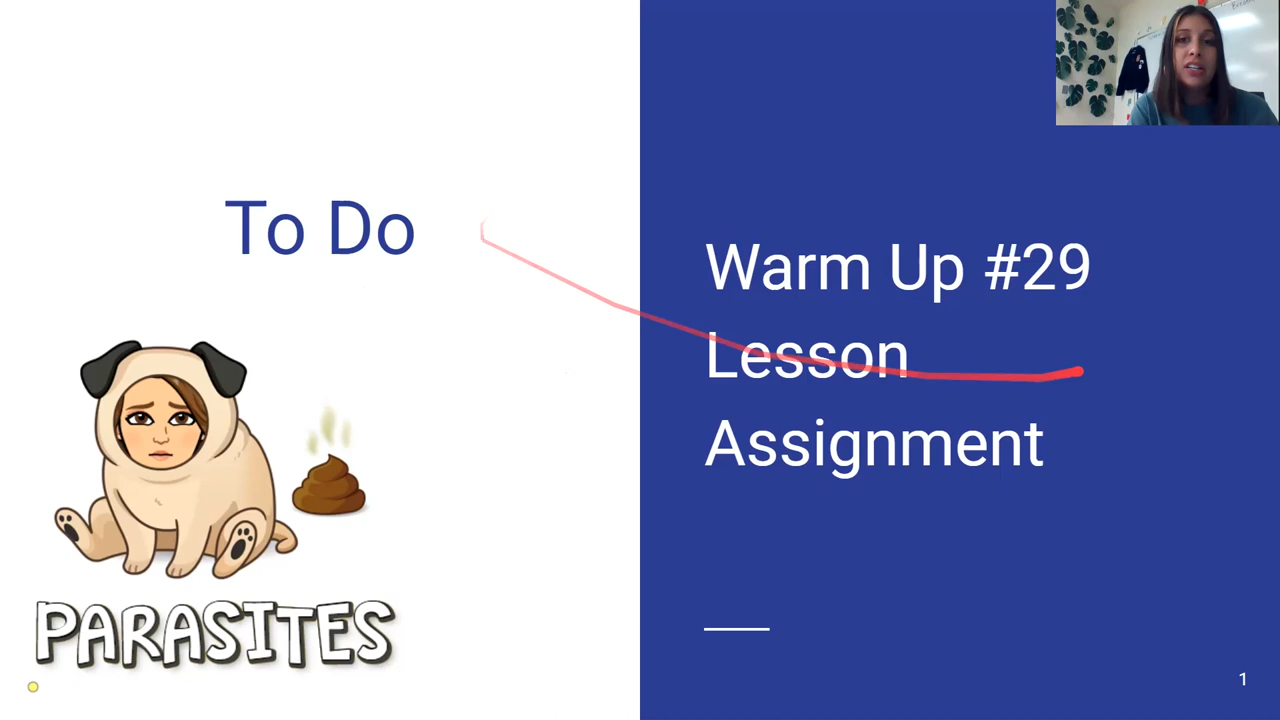 To Do
Warm Up #29
Lesson
Assignment
PARASITES
1